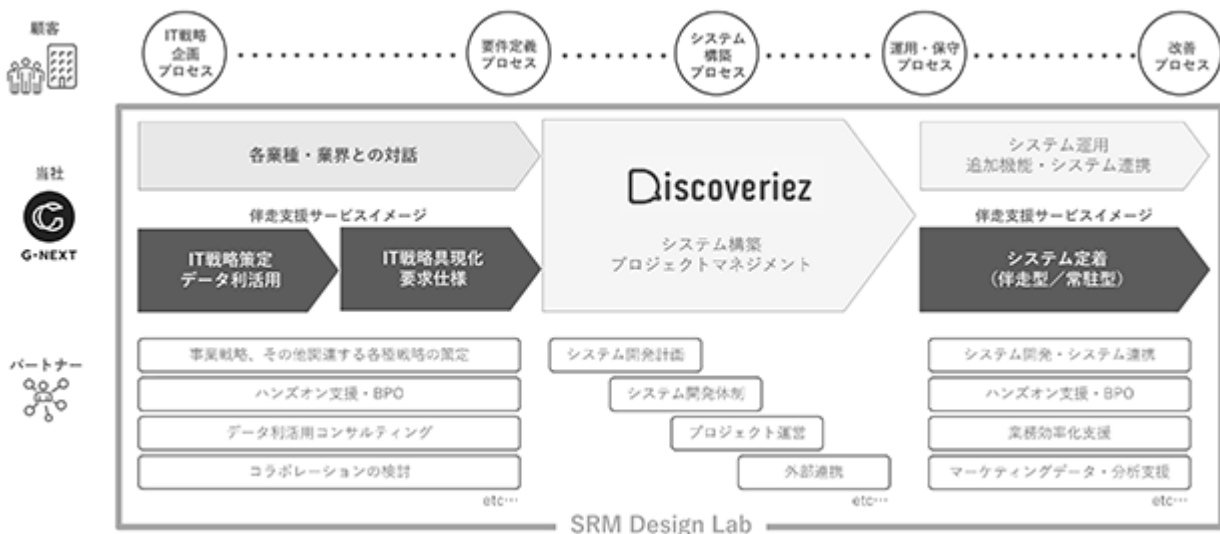 顧客
IT戦略
企画
プロセス
要件定義
プロセス
システム
構築
プロセス
運用・保守
プロセス
改善
プロセス
当社
G-NEXT
各業種・業界との対話
伴走支援サービスイメージ
IT戦略策定
データ利活用
IT戦略具現化
要求仕様
Discoveriez
システム構築
プロジェクトマネジメント
システム運用
追加機能・システム連携
伴走支援サービスイメージ
システム定着
(伴走型/常駐型)
パートナー
事業戦略、その他関連する各種戦略の策定
ハンズオン支援・BPO
データ利活用コンサルティング
コラボレーションの検討
etc…
システム開発計画
システム開発体制
プロジェクト運営
外部連携
etc…
システム開発・システム連携
ハンズオン支援・BPO
業務効率化支援
マーケティングデータ・分析支援
etc…
SRM Design Lab